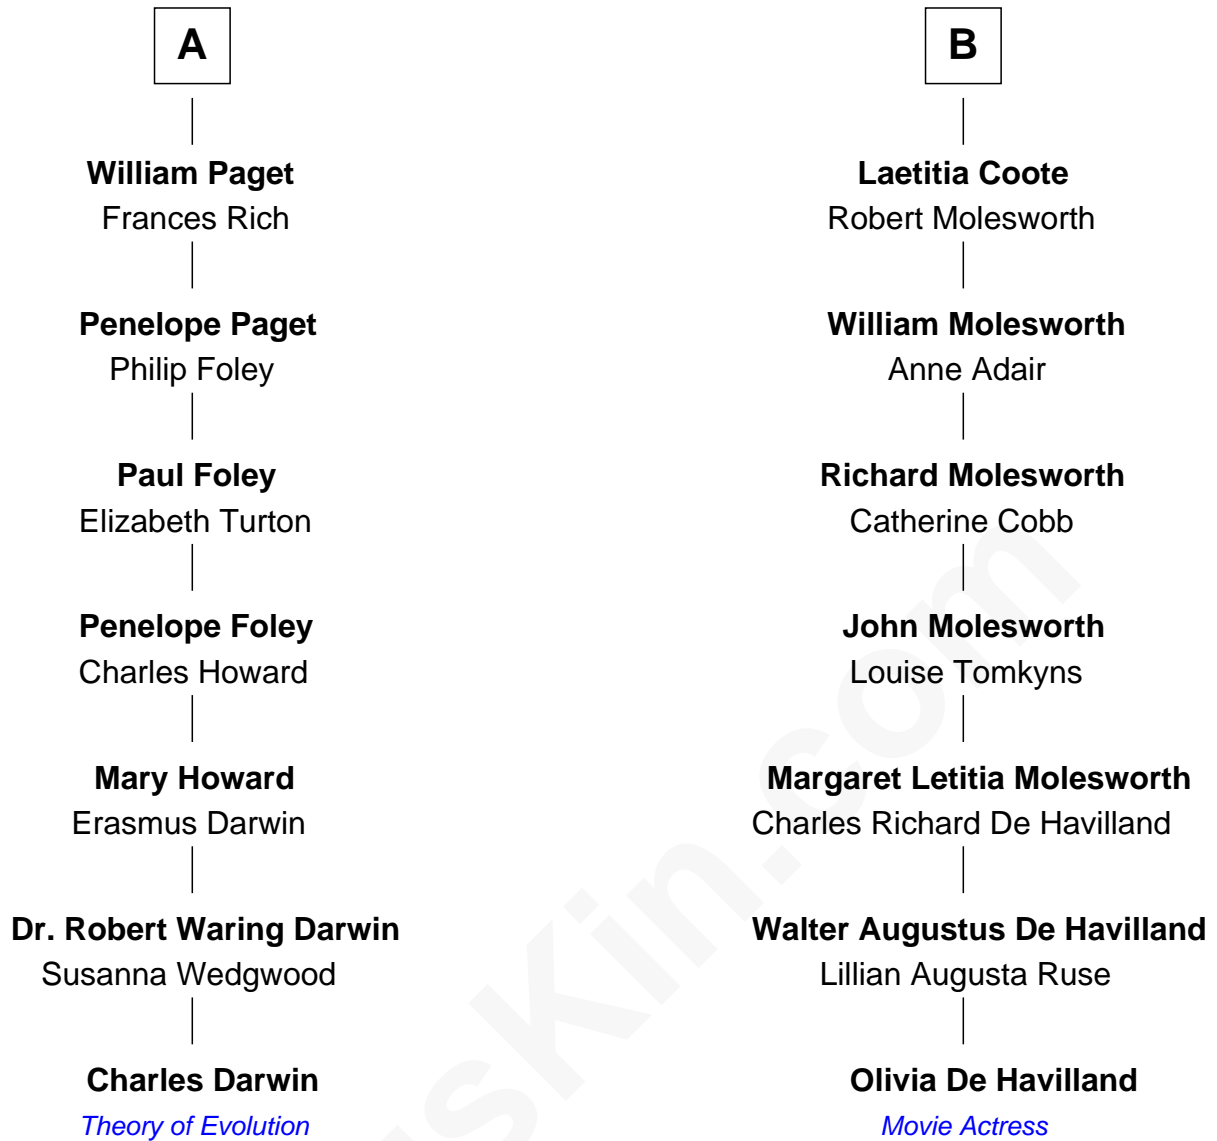 A
William Paget
Frances Rich
Penelope Paget
Philip Foley
Paul Foley
Elizabeth Turton
Penelope Foley
Charles Howard
Mary Howard
Erasmus Darwin
Dr. Robert Waring Darwin
Susanna Wedgwood
Charles Darwin
Theory of Evolution
B
Laetitia Coote
Robert Molesworth
William Molesworth
Anne Adair
Richard Molesworth
Catherine Cobb
John Molesworth
Louise Tomkyns
Margaret Letitia Molesworth
Charles Richard De Havilland
Walter Augustus De Havilland
Lillian Augusta Ruse
Olivia De Havilland
Movie Actress